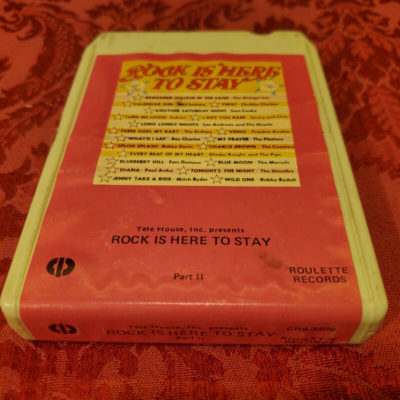 ROCK IS HERE
TO STAY
REMEMBER WALKIN IN THE SAND - The Shangri-Las
CALENDAR GIRL - Neil Sedaka ☆ TWIST - Chubby Checker
ANOTHER SATURDAY NIGHT - Sam Cooke
TURN ME LOOSE - Fabian ☆ I GOT YOU BABE - Sonny and Cher
LONG LONELY NIGHTS - Lee Andrews and The Hearts
THERE GOES MY BABY - The Drifters ☆ VENUS - Frankie Avalon
WHAT'D I SAY - Ray Charles ☆ MY PRAYER - The Platters
SPLISH SPLASH - Bobby Darin ☆ CHARLIE BROWN - The Coasters
EVERY BEAT OF MY HEART - Gladys Knight and The Pips
BLUEBERRY HILL - Fats Domino ☆ BLUE MOON - The Marcels
DIANA - Paul Anka ☆ TONIGHT'S THE NIGHT - The Shirelles
JENNY TAKE A RIDE - Mitch Ryder ☆ WILD ONE - Bobby Rydell
Tele House, Inc. presents
ROCK IS HERE TO STAY
Part II
ROULETTE
RECORDS
Tele House, Inc. presents
ROCK IS HERE TO STAY
Part II